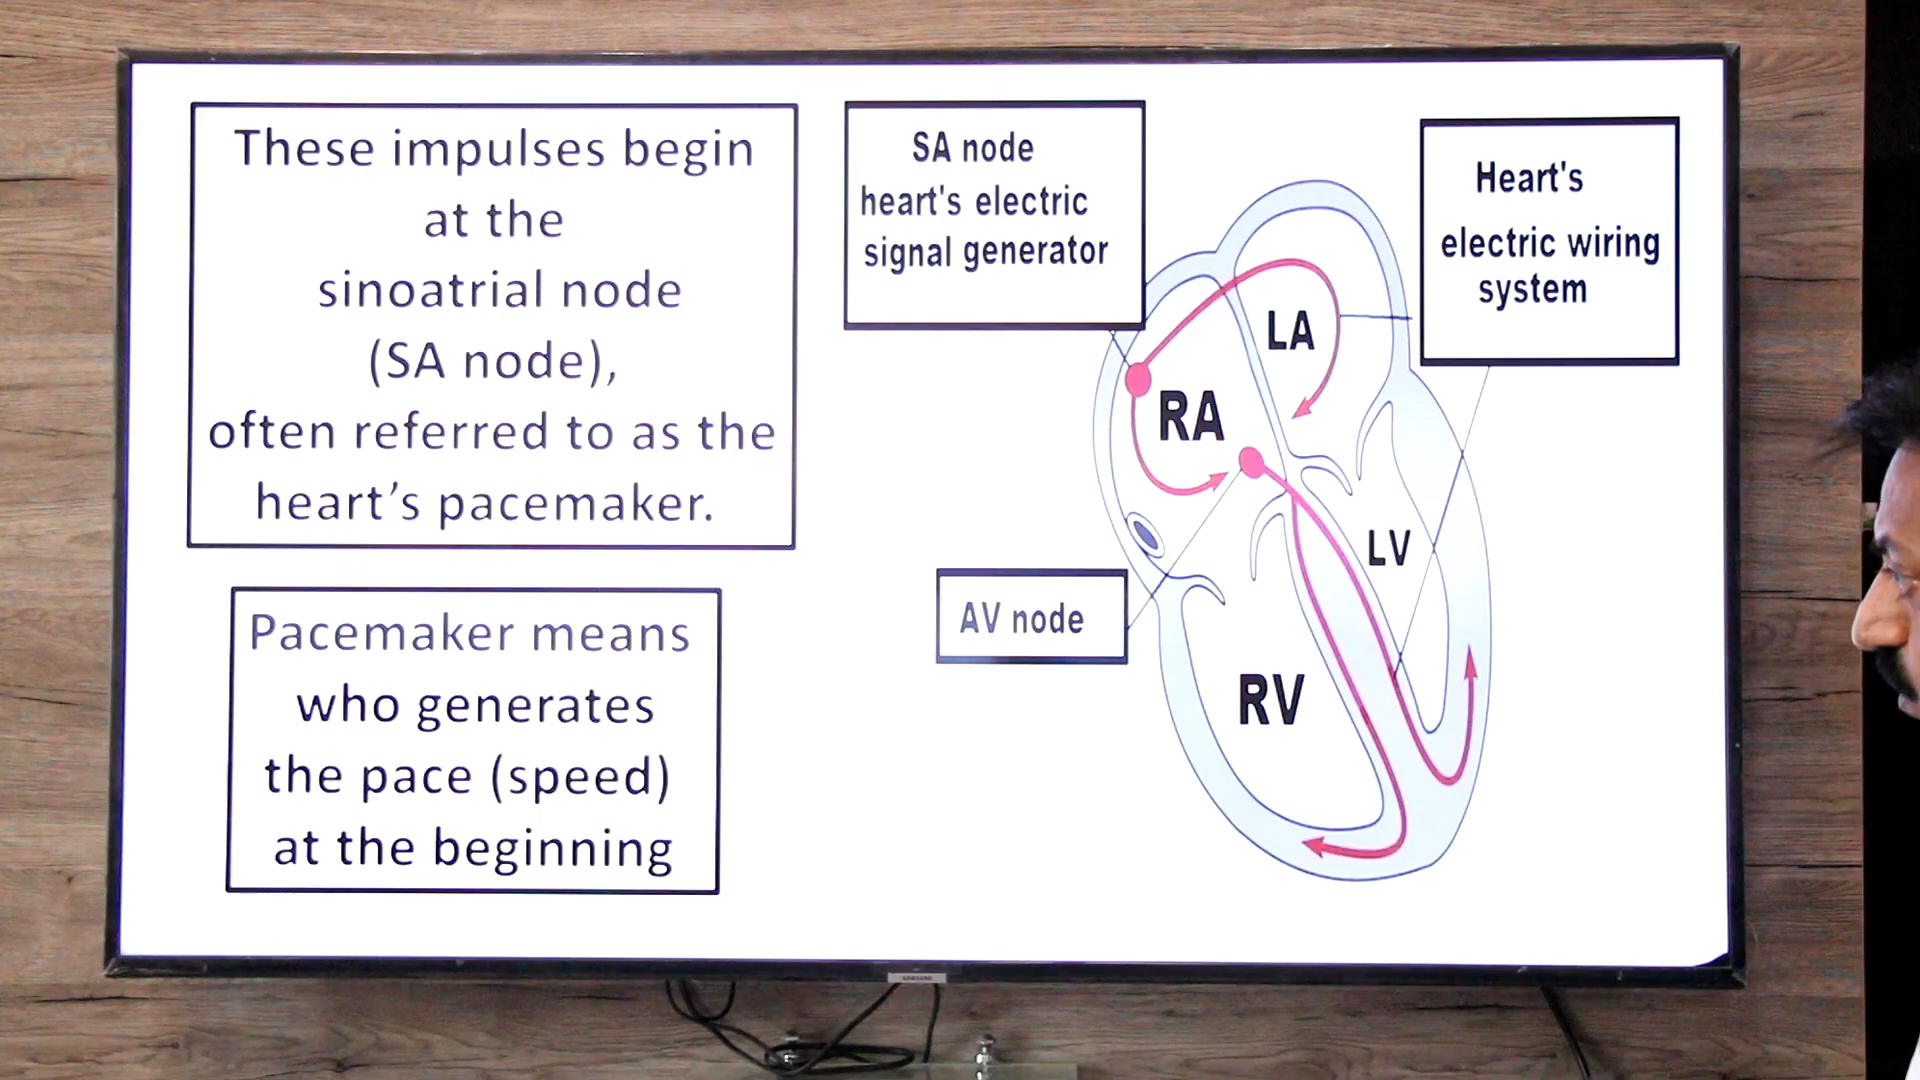 These impulses begin
at the
sinoatrial node
(SA node),
often referred to as the
heart’s pacemaker.
Pacemaker means
who generates
the pace (speed)
at the beginning
SA node
heart's electric
signal generator
Heart's
electric wiring
system
LA
RA
LV
AV node
RV
SAMSUNG